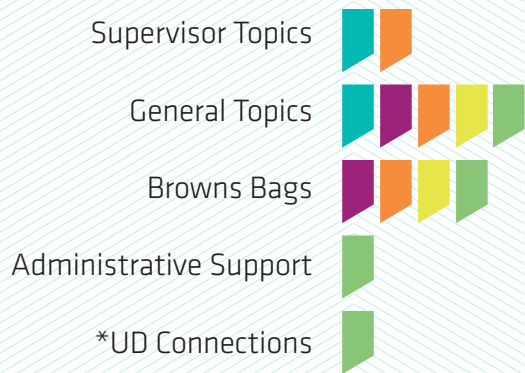 Supervisor Topics
General Topics
Browns Bags
Administrative Support
*UD Connections